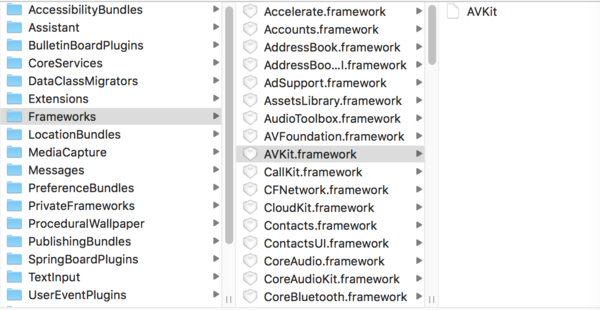 AccessibilityBundles
Assistant
BulletinBoardPlugins
CoreServices
DataClassMigrators
Extensions
Frameworks
LocationBundles
MediaCapture
Messages
PreferenceBundles
PrivateFrameworks
ProceduralWallpaper
PublishingBundles
SpringBoardPlugins
TextInput
UserEventPlugins
Accelerate.framework
Accounts.framework
AddressBook.framework
AddressBoo...I.framework
AdSupport.framework
AssetsLibrary.framework
AudioToolbox.framework
AVFoundation.framework
AVKit.framework
CallKit.framework
CFNetwork.framework
CloudKit.framework
Contacts.framework
ContactsUI.framework
CoreAudio.framework
CoreAudioKit.framework
CoreBluetooth.framework
AVKit